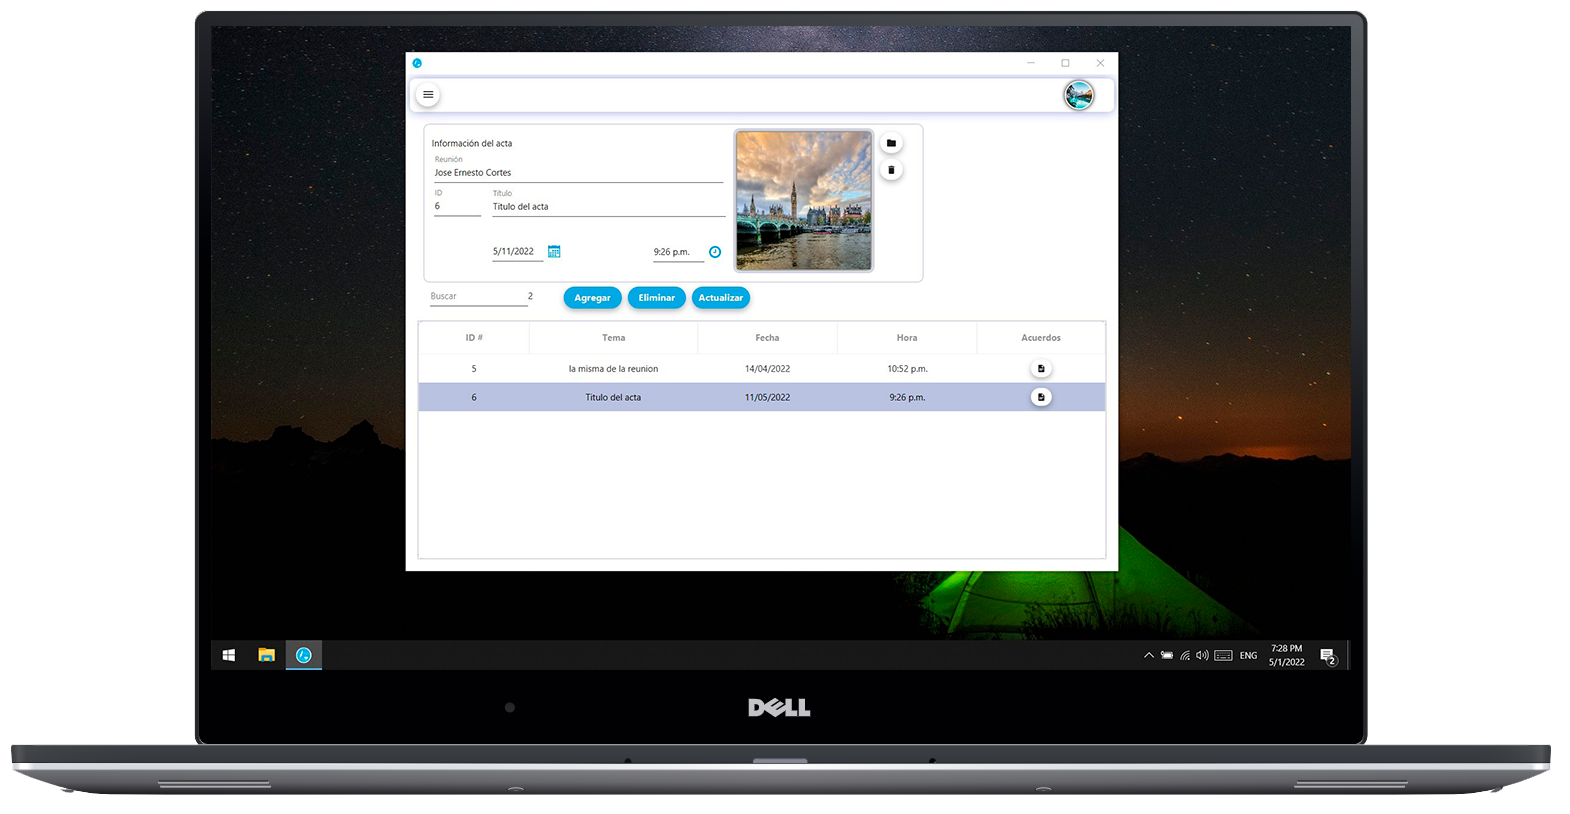 Información del acta
Reunión
Jose Ernesto Cortes
ID
6
Titulo
Titulo del acta
5/11/2022
9:26 p.m.
Buscar
2
Agregar
Eliminar
Actualizar
ID # Tema Fecha Hora Acuerdos
5 la misma de la reunion 14/04/2022 10:52 p.m.
6 Titulo del acta 11/05/2022 9:26 p.m.
ENG
7:28 PM
5/1/2022
2
DELL